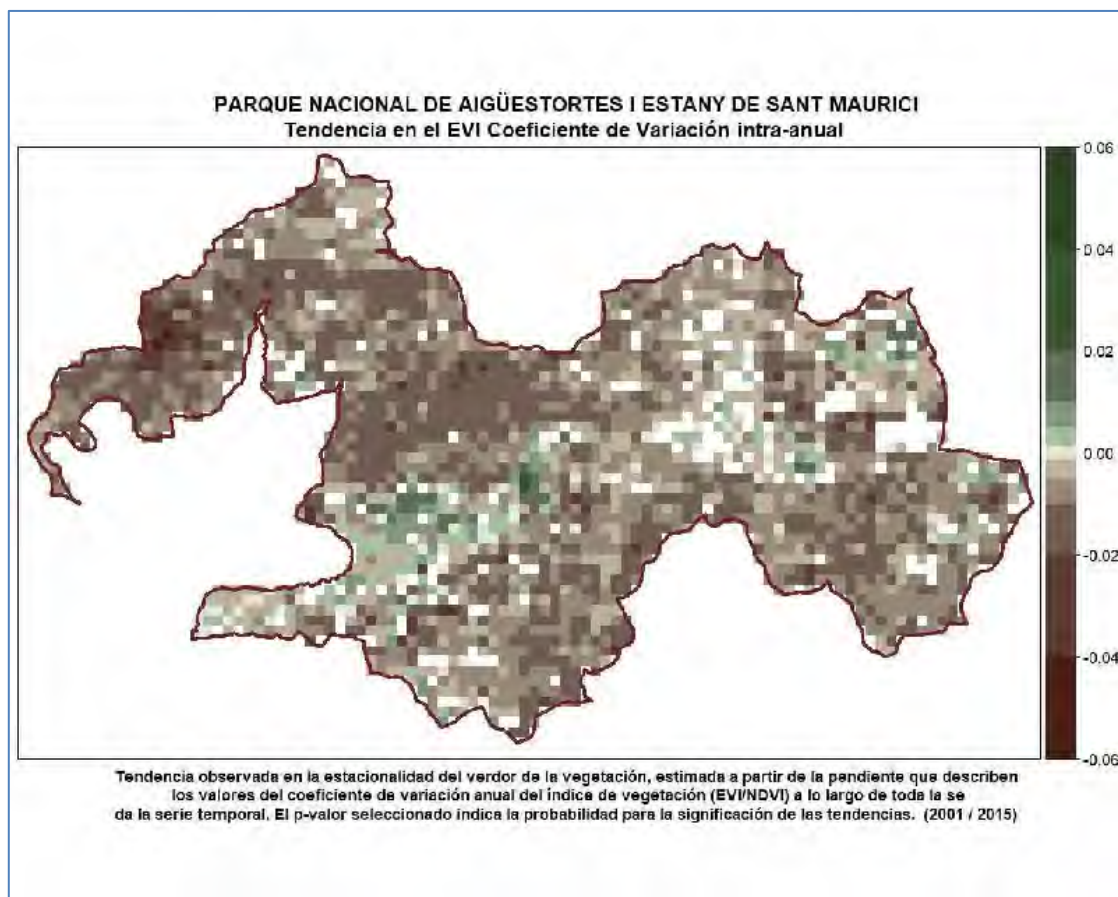 PARQUE NACIONAL DE AIGÜESTORTES I ESTANY DE SANT MAURICI
Tendencia en el EVI Coeficiente de Variación intra-anual
0.06
0.04
0.02
0.00
-0.02
-0.04
-0.06
Tendencia observada en la estacionalidad del verdor de la vegetación, estimada a partir de la pendiente que describen
los valores del coeficiente de variación anual del índice de vegetación (EVI/NDVI) a lo largo de toda la se
da la serie temporal. El p-valor seleccionado indica la probabilidad para la significación de las tendencias. (2001 / 2015)